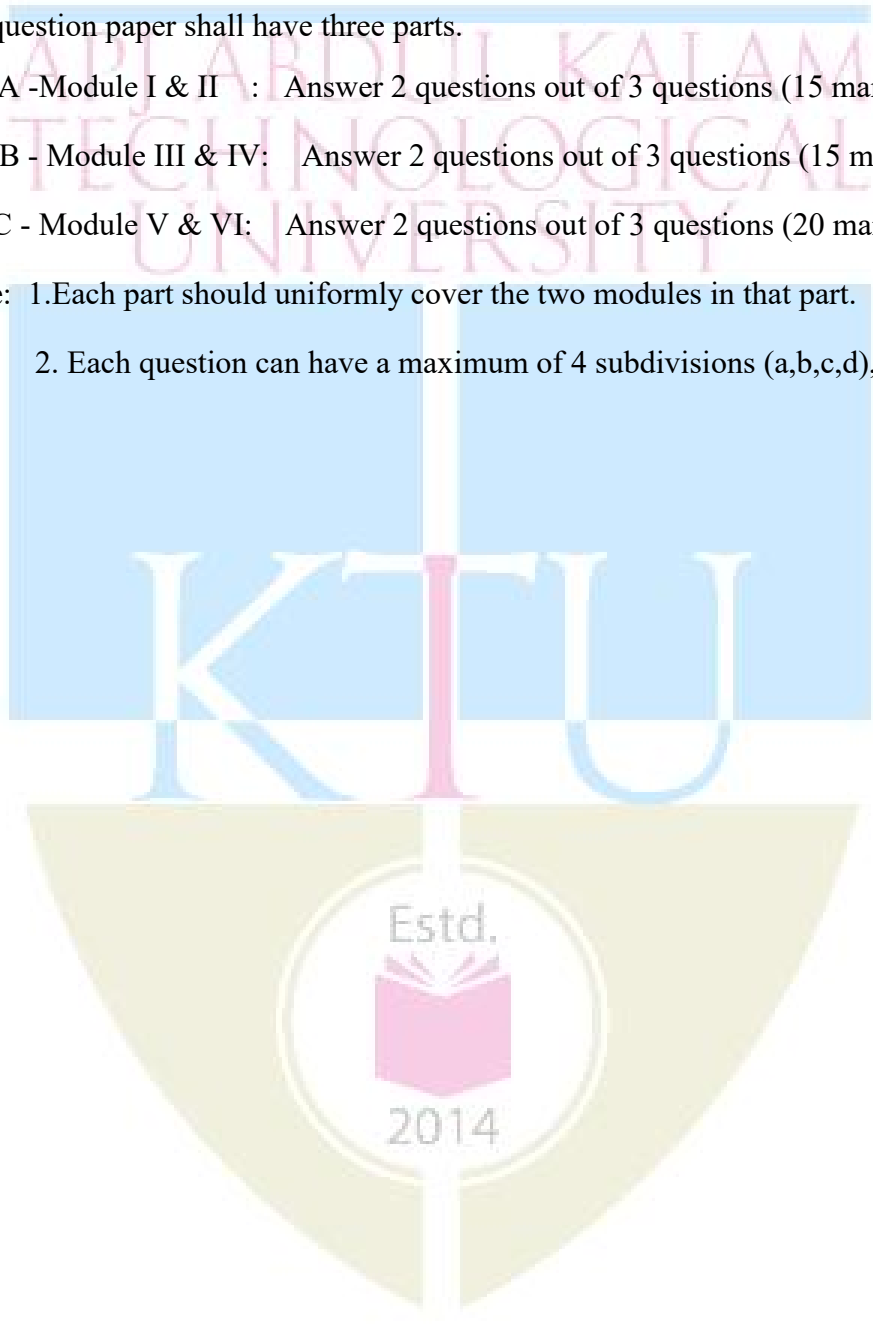 question paper shall have three parts.
APJ ABDUL KALAM
A -Module I & II : Answer 2 questions out of 3 questions (15 mar
TECHNOLOGICAL
B - Module III & IV: Answer 2 questions out of 3 questions (15 m
C - Module V & VI: Answer 2 questions out of 3 questions (20 mar
UNIVERSITY
e: 1.Each part should uniformly cover the two modules in that part.
2. Each question can have a maximum of 4 subdivisions (a,b,c,d),
KTU
Estd.
2014